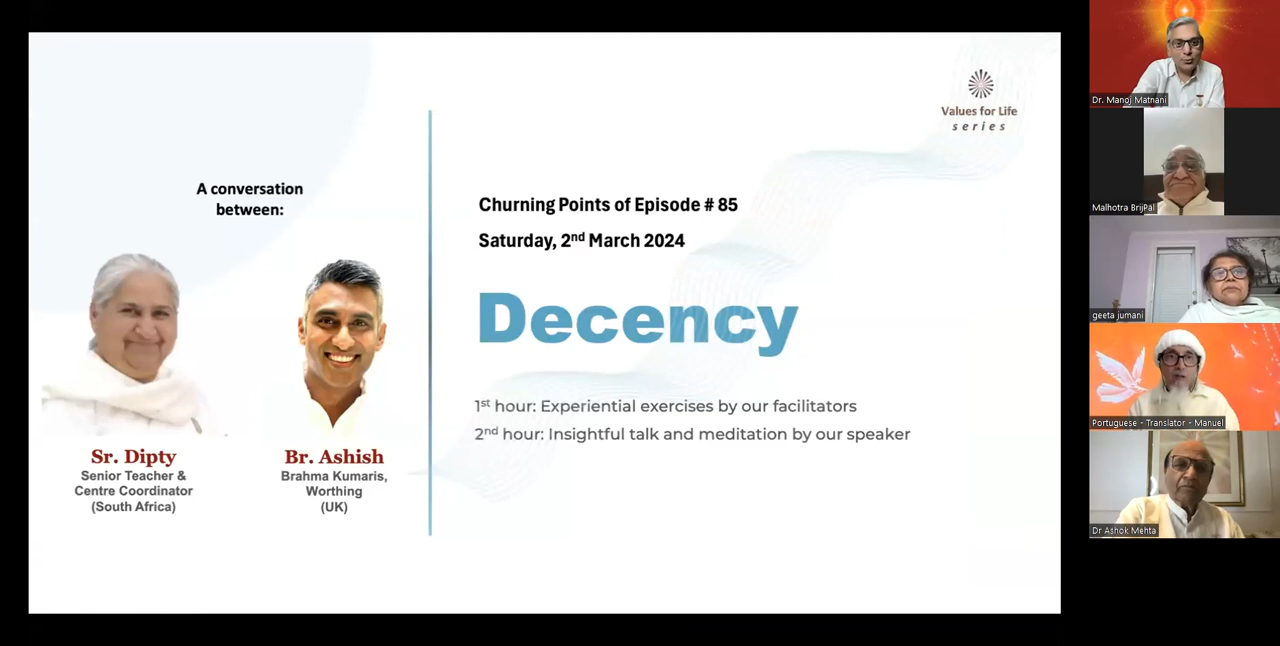 A conversation
between:
Sr. Dipty
Senior Teacher &
Centre Coordinator
(South Africa)
Br. Ashish
Brahma Kumaris,
Worthing
(UK)
Values for Life
series
Churning Points of Episode # 85
Saturday, 2nd March 2024
Decency
1st hour: Experiential exercises by our facilitators
2nd hour: Insightful talk and meditation by our speaker
Dr. Manoj Matnani
Malhotra BrijPal
geeta jumani
Portuguese - Translator - Manuel
Dr Ashok Mehta